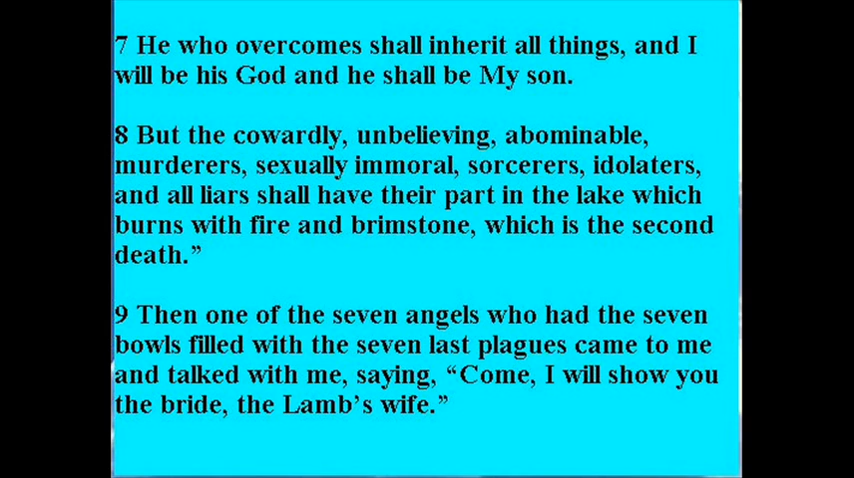 7 He who overcomes shall inherit all things, and I
will be his God and he shall be My son.
8 But the cowardly, unbelieving, abominable,
murderers, sexually immoral, sorcerers, idolaters,
and all liars shall have their part in the lake which
burns with fire and brimstone, which is the second
death.”
9 Then one of the seven angels who had the seven
bowls filled with the seven last plagues came to me
and talked with me, saying, “Come, I will show you
the bride, the Lamb’s wife.”